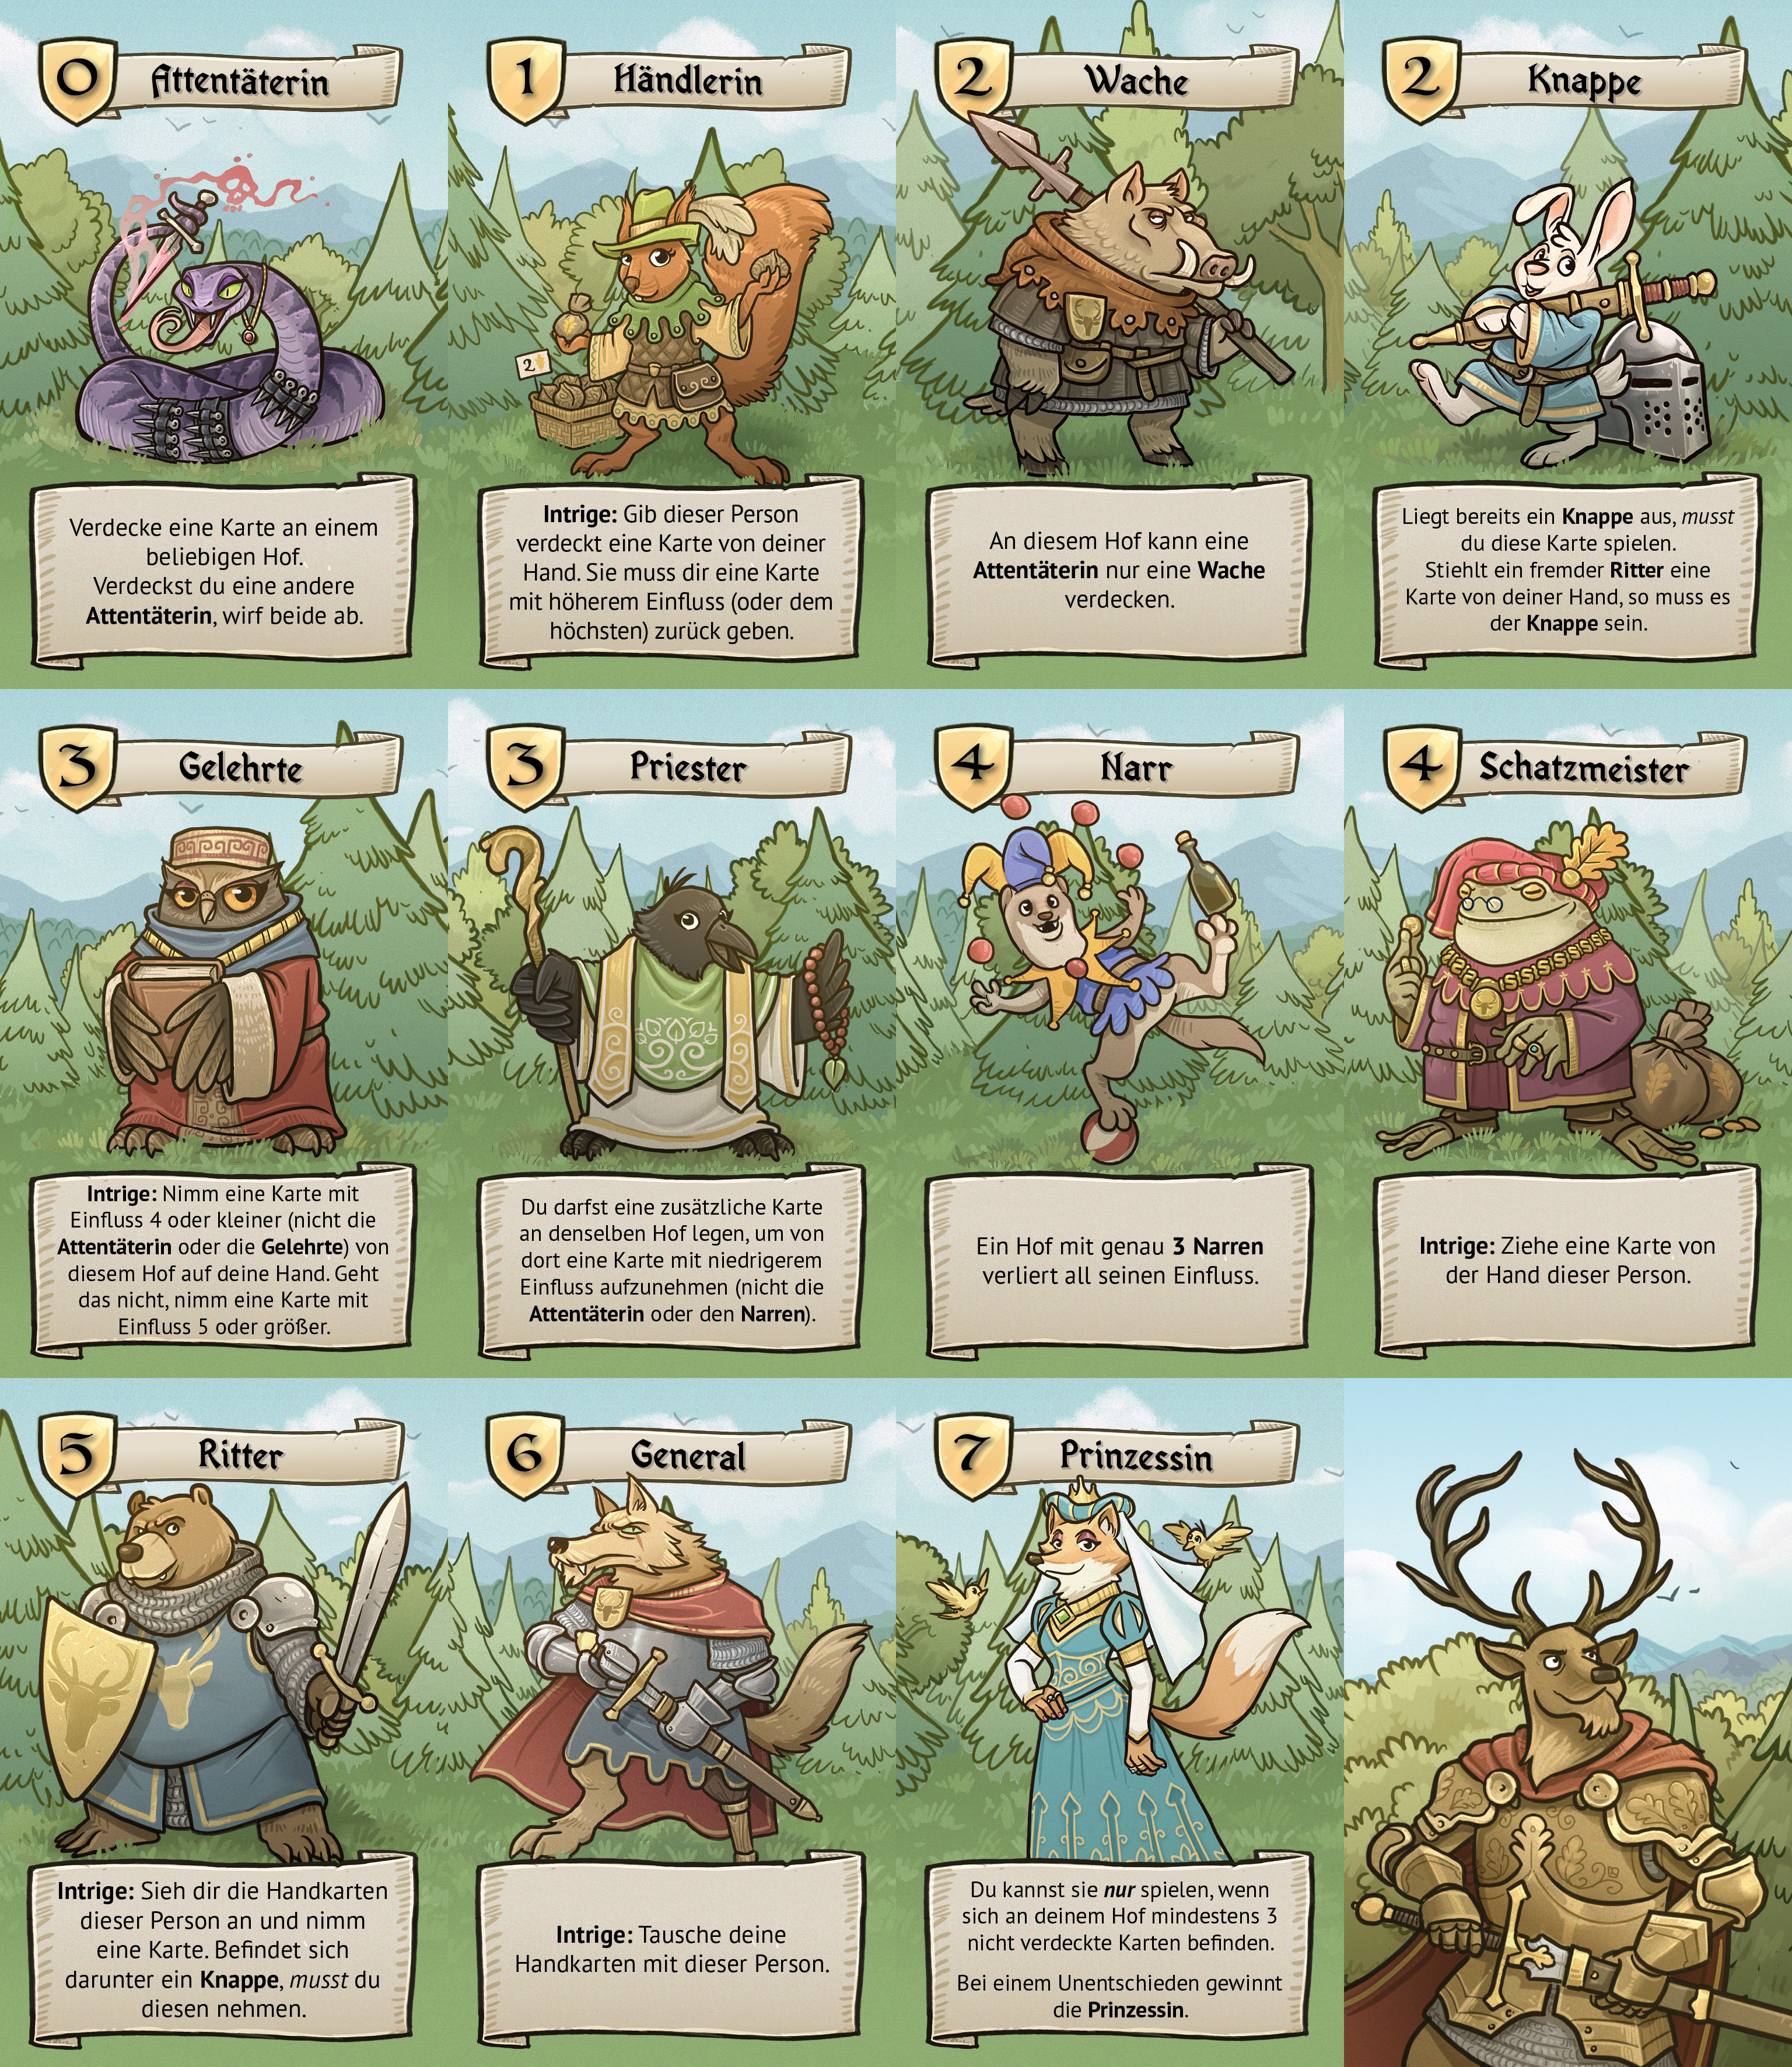 0
Attentäterin
Verdecke eine Karte an einem
beliebigen Hof.
Verdeckst du eine andere
Attentäterin, wirf beide ab.
1
Händlerin
2
Intrige: Gib dieser Person
verdeckt eine Karte von deiner
Hand. Sie muss dir eine Karte
mit höherem Einfluss (oder dem
höchsten) zurück geben.
2
Wache
An diesem Hof kann eine
Attentäterin nur eine Wache
verdecken.
2
Knappe
Liegt bereits ein Knappe aus, musst
du diese Karte spielen.
Stiehlt ein fremder Ritter eine
Karte von deiner Hand, so muss es
der Knappe sein.
3
Gelehrte
Intrige: Nimm eine Karte mit
Einfluss 4 oder kleiner (nicht die
Attentäterin oder die Gelehrte) von
diesem Hof auf deine Hand. Geht
das nicht, nimm eine Karte mit
Einfluss 5 oder größer.
3
Priester
Du darfst eine zusätzliche Karte
an denselben Hof legen, um von
dort eine Karte mit niedrigerem
Einfluss aufzunehmen (nicht die
Attentäterin oder den Narren).
4
Narr
Ein Hof mit genau 3 Narren
verliert all seinen Einfluss.
4
Schatzmeister
Intrige: Ziehe eine Karte von
der Hand dieser Person.
5
Ritter
Intrige: Sieh dir die Handkarten
dieser Person an und nimm
eine Karte. Befindet sich
darunter ein Knappe, musst du
diesen nehmen.
6
General
Intrige: Tausche deine
Handkarten mit dieser Person.
7
Prinzessin
Du kannst sie nur spielen, wenn
sich an deinem Hof mindestens 3
nicht verdeckte Karten befinden.
Bei einem Unentschieden gewinnt
die Prinzessin.